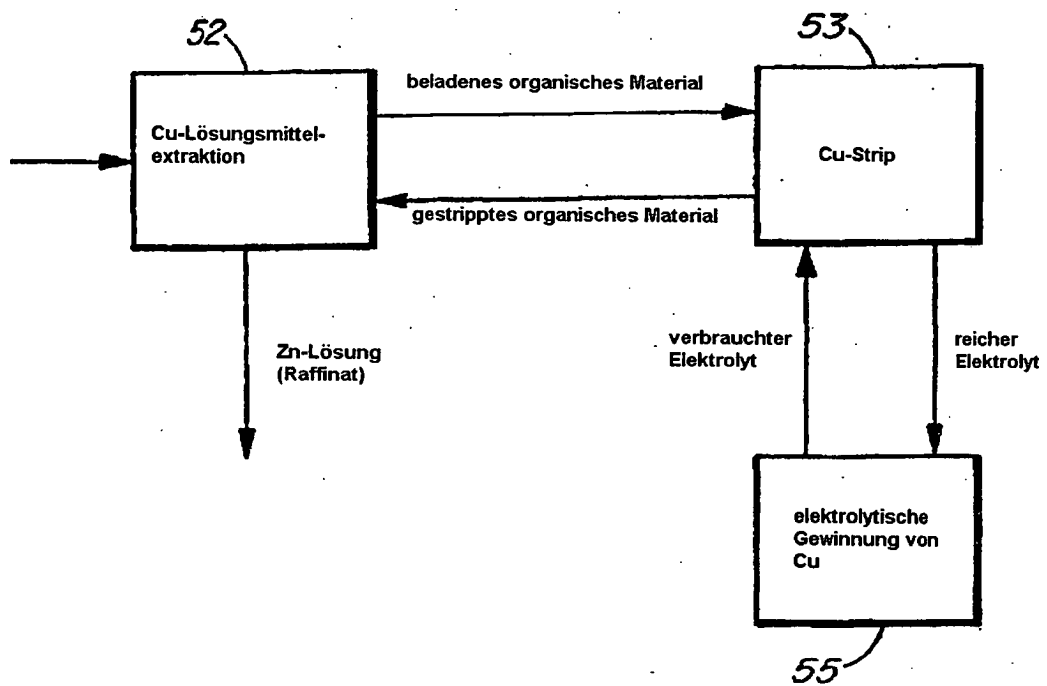 52
53
Cu-Lösungsmittel-
extraktion
beladenes organisches Material
Cu-Strip
gestripptes organisches Material
Zn-Lösung
(Raffinat)
verbrauchter
Elektrolyt
reicher
Elektrolyt
elektrolytische
Gewinnung von
Cu
55